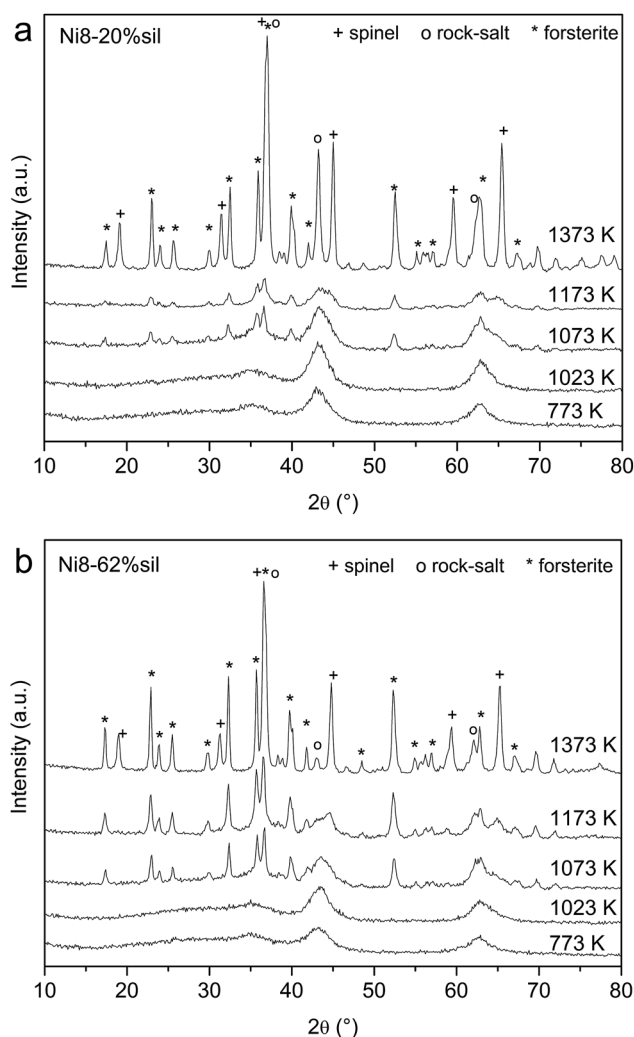 a
Ni8-20%sil
+ spinel o rock-salt * forsterite
+*o
1373 K
1173 K
1073 K
1023 K
773 K
Intensity (a.u.)
10 20 30 40 50 60 70 80
2θ (°)
b
Ni8-62%sil
+ spinel o rock-salt * forsterite
+*o
1373 K
1173 K
1073 K
1023 K
773 K
Intensity (a.u.)
10 20 30 40 50 60 70 80
2θ (°)